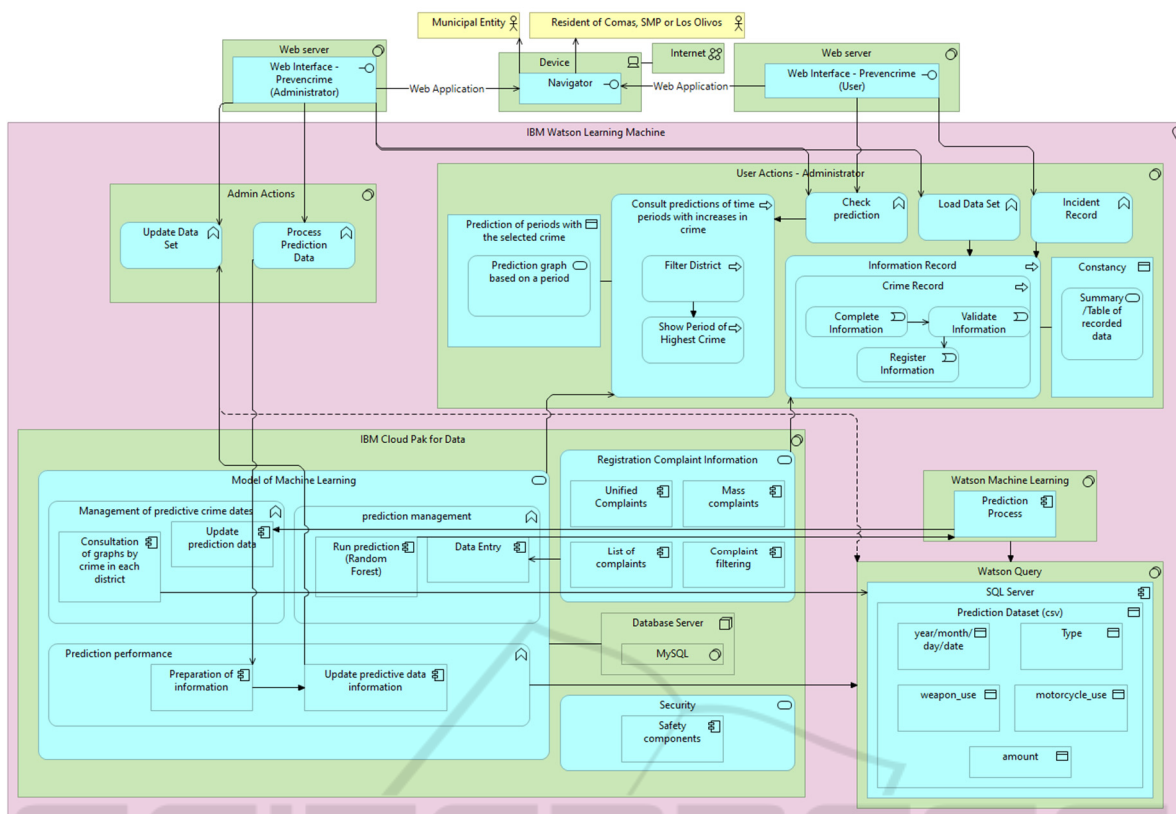 Municipal Entity
Resident of Comas, SMP or Los Olivos
Web server
Web Interface -
Prevencrime
(Administrator)
Web Application
Device
Navigator
Internet
Web Application
Web server
Web Interface - Prevencrime
(User)
IBM Watson Learning Machine
Admin Actions
Update Data
Set
Process
Prediction
Data
User Actions - Administrator
Prediction of periods with
the selected crime
Prediction graph
based on a period
Consult predictions of time
periods with increases in
crime
Filter District
Show Period of
Highest Crime
Check
prediction
Load Data Set
Incident
Record
Information Record
Crime Record
Complete
Information
Validate
Information
Register
Information
Constancy
Summary
/Table of
recorded
data
IBM Cloud Pak for Data
Model of Machine Learning
Management of predictive crime dates
Consultation
of graphs by
crime in each
district
Update
prediction data
prediction management
Run prediction
(Random
Forest)
Data Entry
Prediction performance
Preparation of
information
Update predictive data
information
Registration Complaint Information
Unified
Complaints
Mass
complaints
List of
complaints
Complaint
filtering
Database Server
MySQL
Security
Safety
components
Watson Machine Learning
Prediction
Process
Watson Query
SQL Server
Prediction Dataset (csv)
year/month/
day/date
Type
weapon_use
motorcycle_use
amount